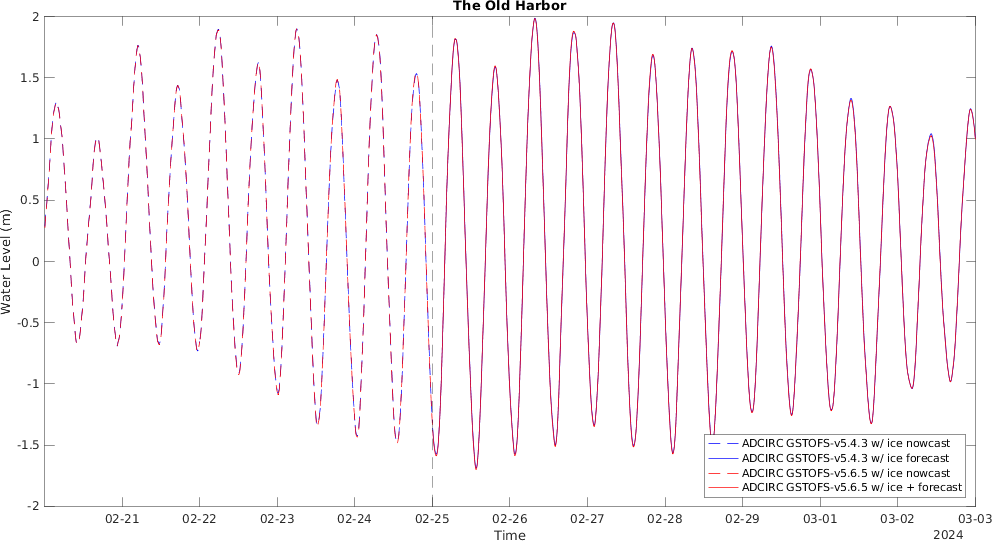 The Old Harbor
Water Level (m)
2
1.5
1
0.5
0
-0.5
-1
-1.5
-2
ADCIRC GSTOFS-v5.4.3 w/ ice nowcast
ADCIRC GSTOFS-v5.4.3 w/ ice forecast
ADCIRC GSTOFS-v5.6.5 w/ ice nowcast
ADCIRC GSTOFS-v5.6.5 w/ ice + forecast
02-21 02-22 02-23 02-24 02-25 02-26 02-27 02-28 02-29 03-01 03-02 03-03
Time
2024